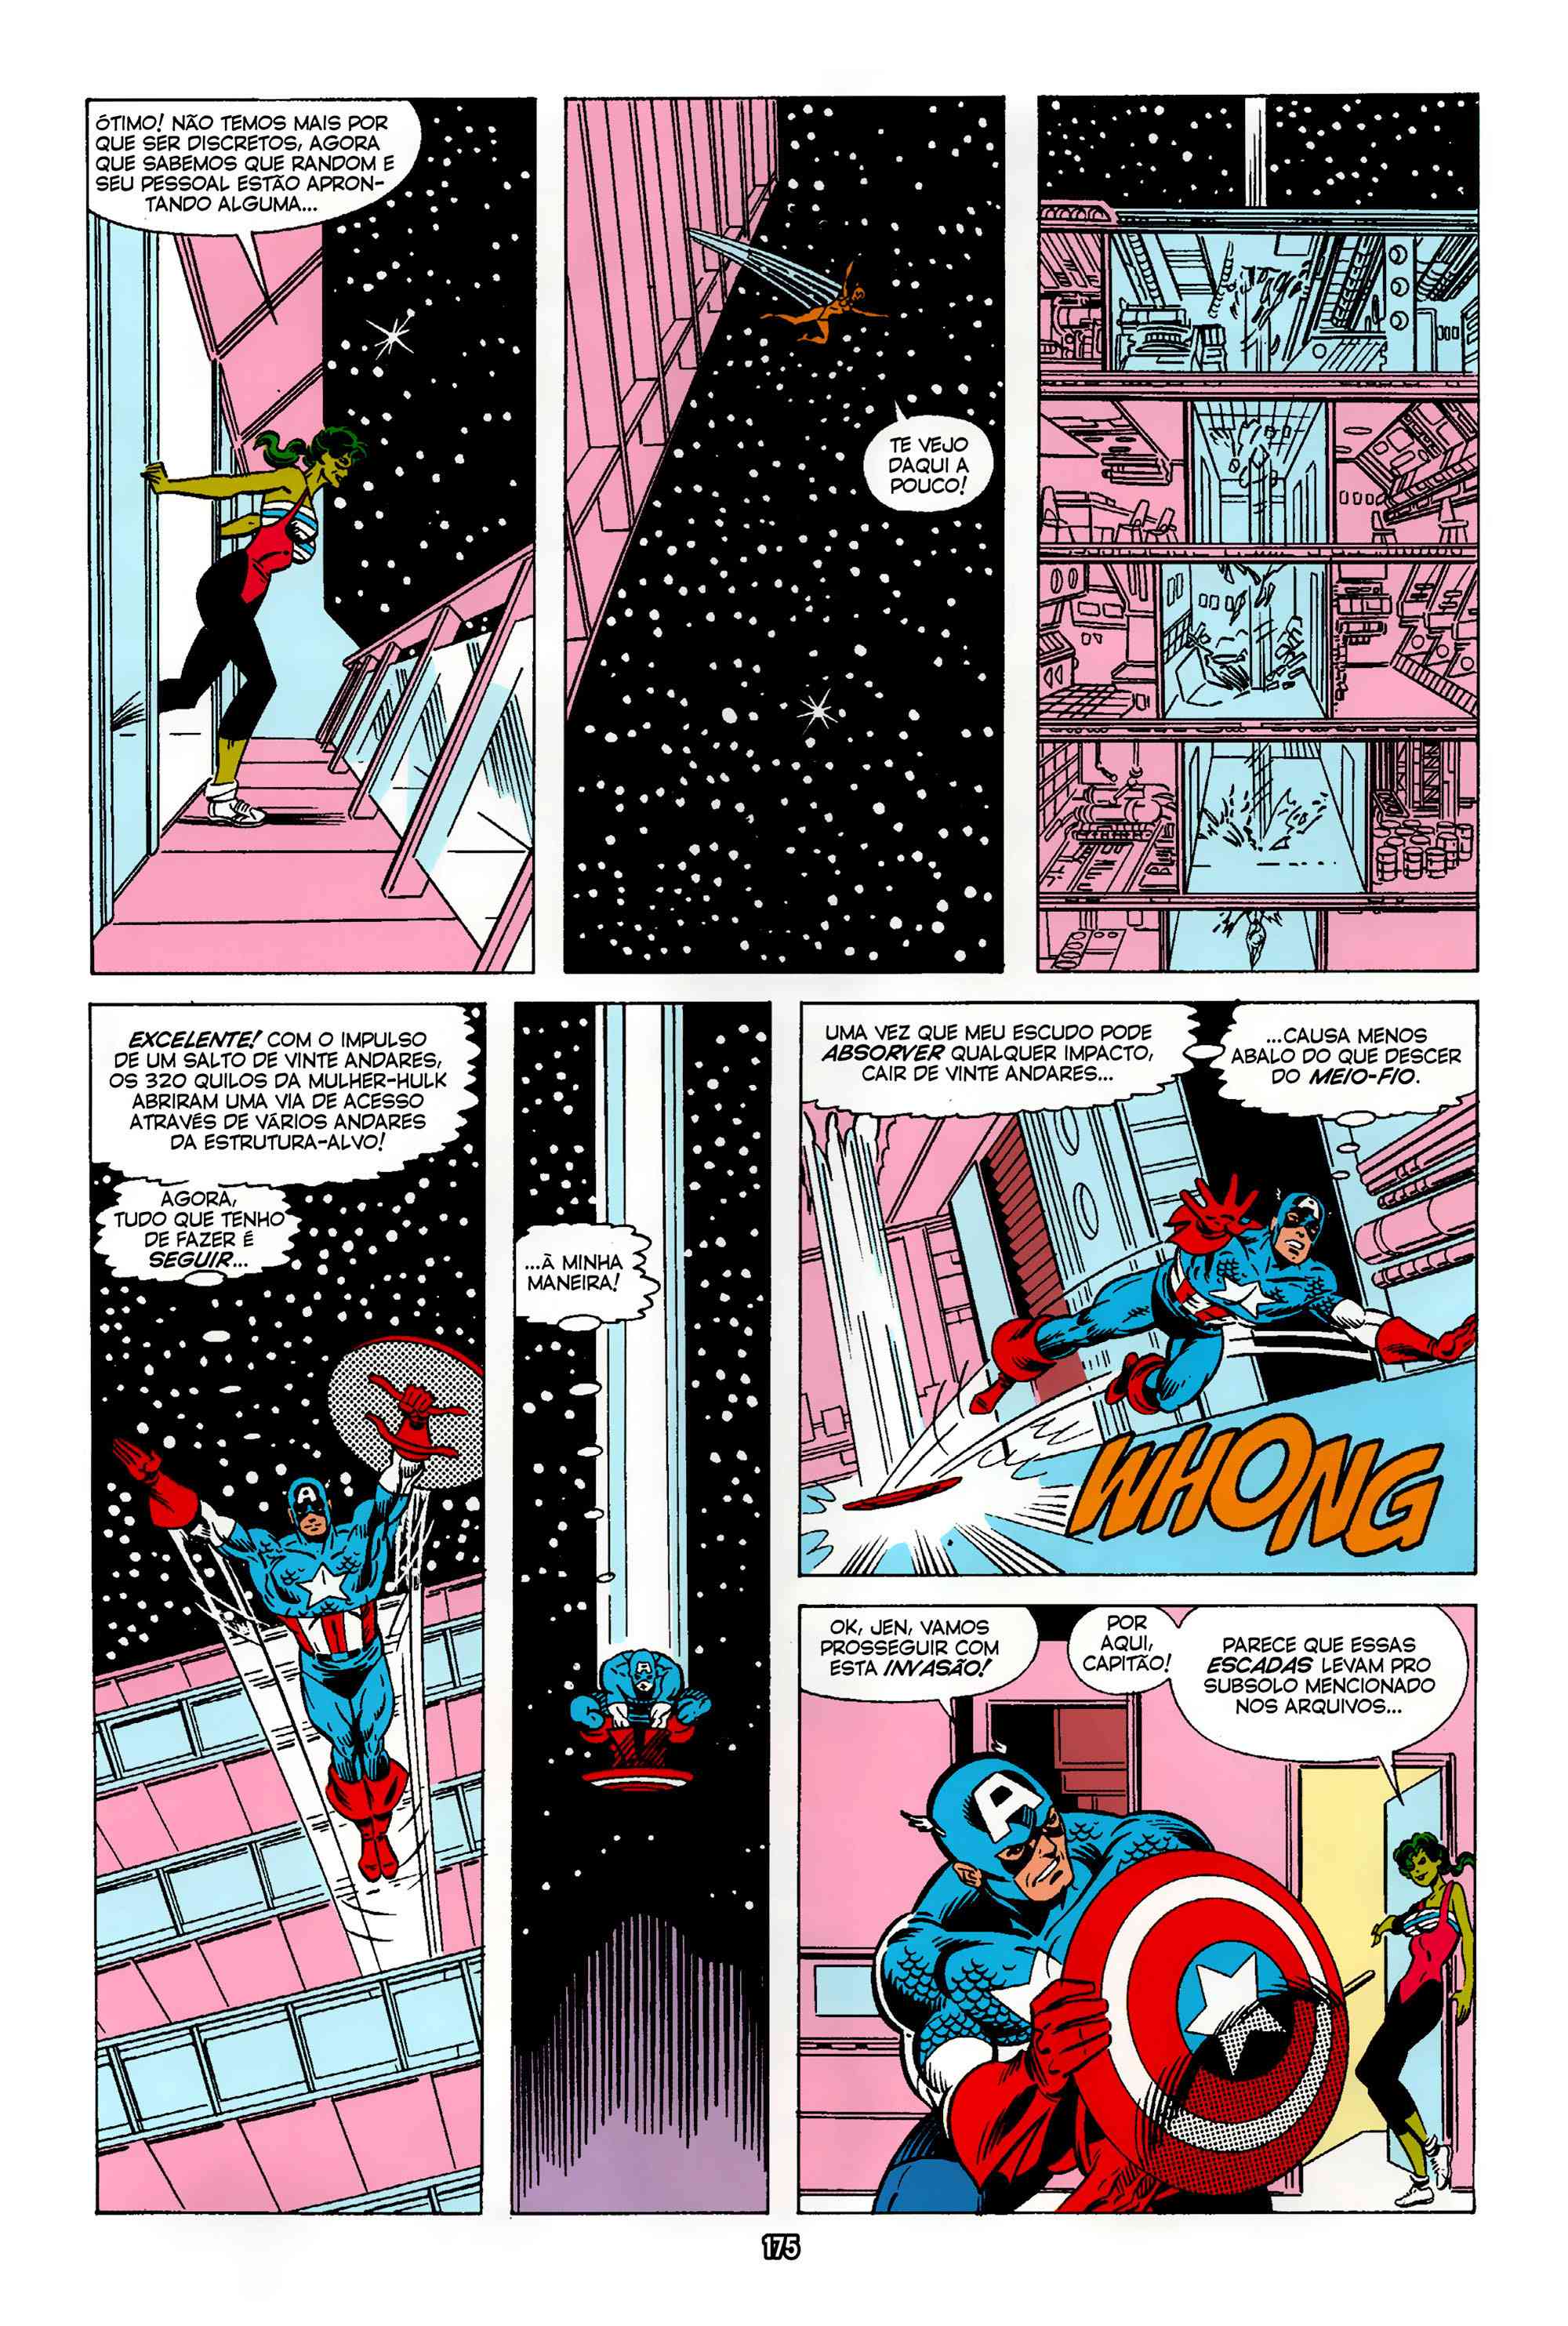 ÓTIMO! NÃO TEMOS MAIS POR
QUE SER DISCRETOS, AGORA
QUE SABEMOS QUE RANDOM E
SEU PESSOAL ESTÃO APRON-
TANDO ALGUMA...
TE VEJO
DAQUI A
POUCO!
EXCELENTE! COM O IMPULSO
DE UM SALTO DE VINTE ANDARES,
OS 320 QUILOS DA MULHER-HULK
ABRIRAM UMA VIA DE ACESSO
ATRAVÉS DE VÁRIOS ANDARES
DA ESTRUTURA-ALVO!
AGORA,
TUDO QUE TENHO
DE FAZER É
SEGUIR...
...À MINHA
MANEIRA!
UMA VEZ QUE MEU ESCUDO PODE
ABSORVER QUALQUER IMPACTO,
CAIR DE VINTE ANDARES...
...CAUSA MENOS
ABALO DO QUE DESCER
DO MEIO-FIO.
WHONG
OK, JEN, VAMOS
PROSSEGUIR COM
ESTA INVASÃO!
POR
AQUI,
CAPITÃO!
PARECE QUE ESSAS
ESCADAS LEVAM PRO
SUBSOLO MENCIONADO
NOS ARQUIVOS...
A
175